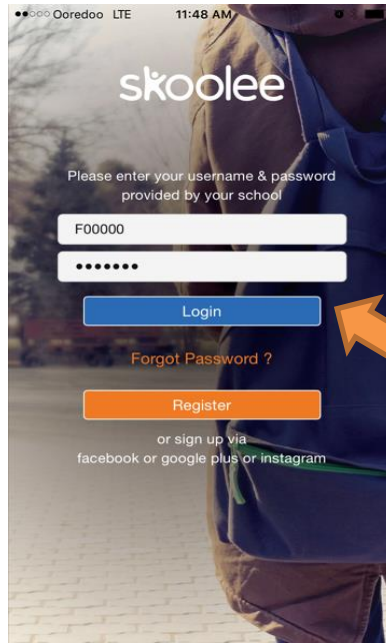 Ooredoo LTE 11:48 AM
skoolee
Please enter your username & password
provided by your school
F00000
•••••••
Login
Forgot Password ?
Register
or sign up via
facebook or google plus or instagram